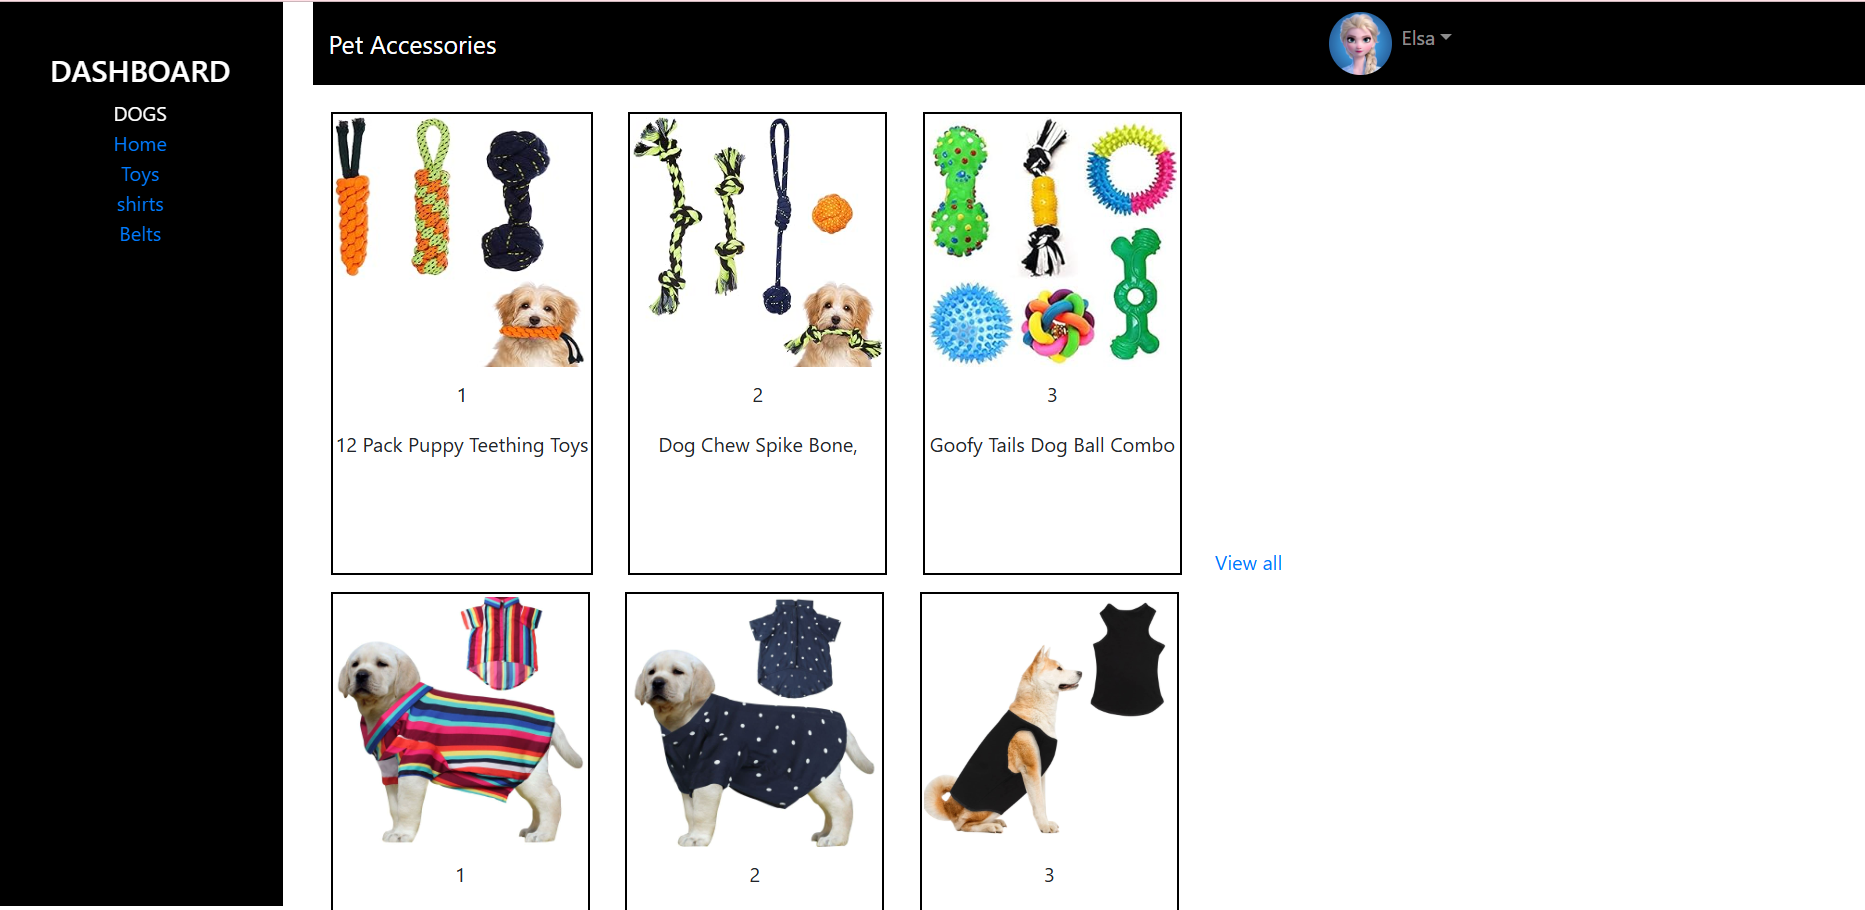 DASHBOARD
DOGS
Home
Toys
shirts
Belts
Pet Accessories
Elsa
1
2
3
12 Pack Puppy Teething Toys
Dog Chew Spike Bone,
Goofy Tails Dog Ball Combo
View all
1
2
3